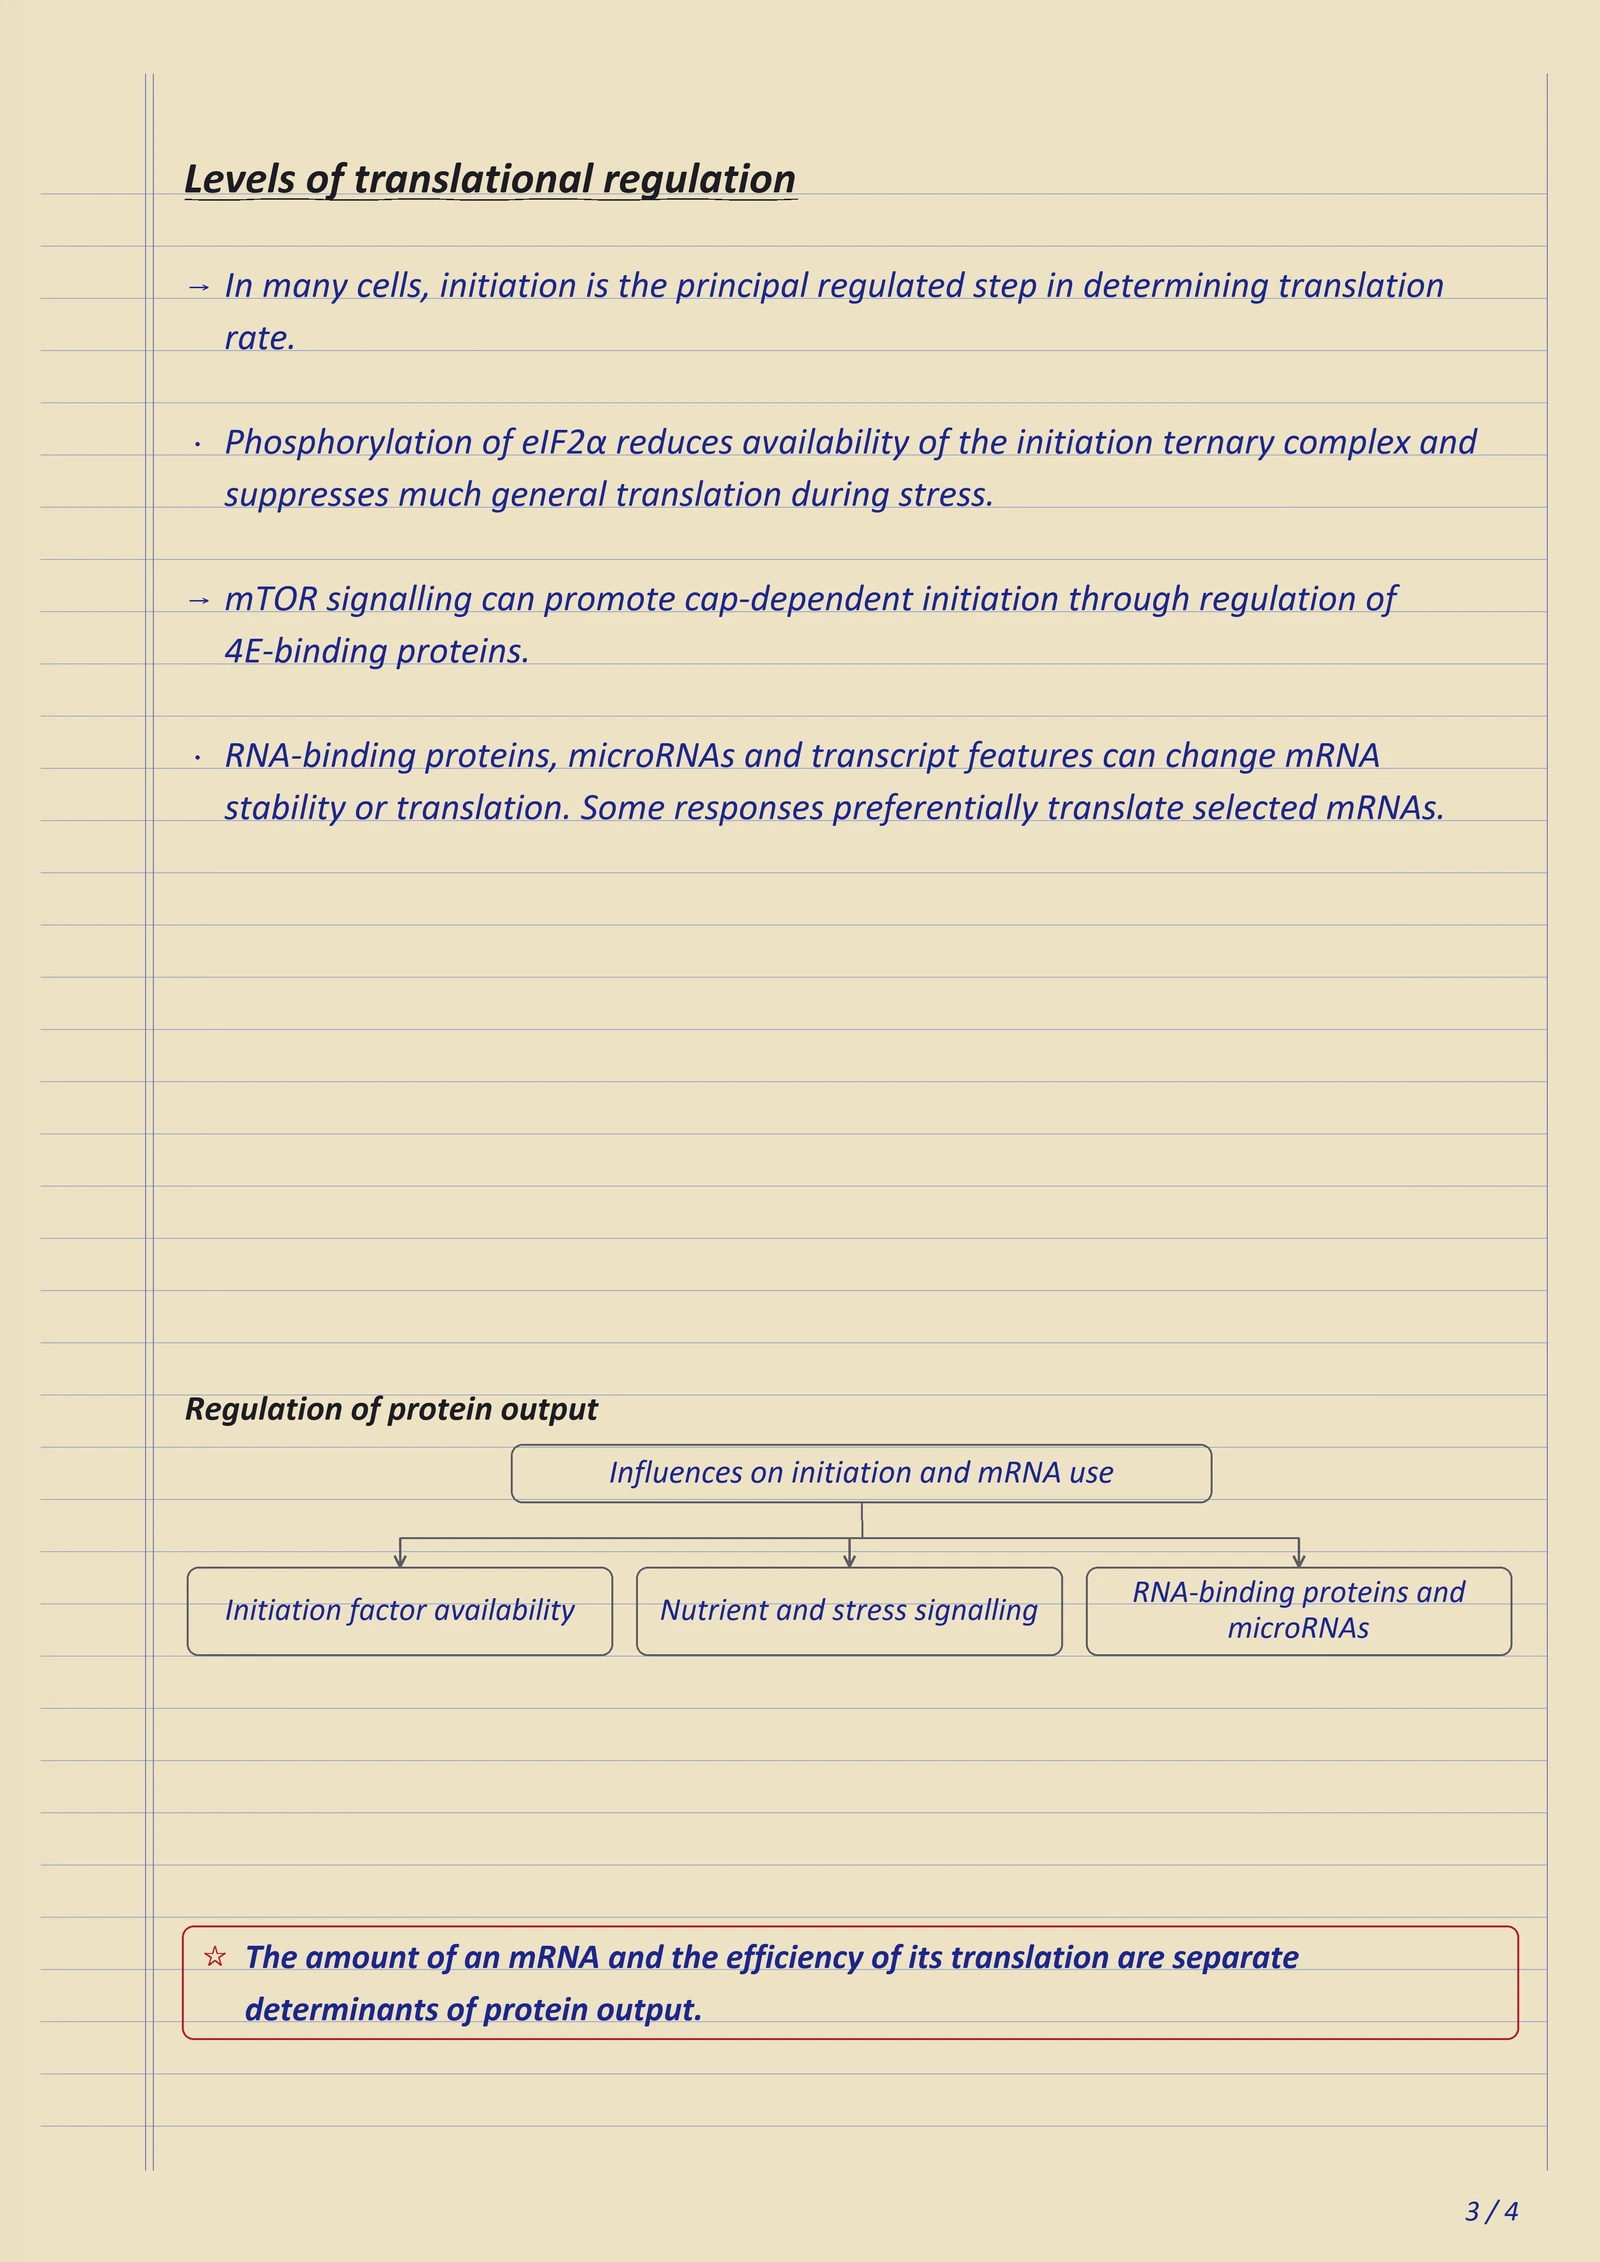 Levels of translational regulation
→ In many cells, initiation is the principal regulated step in determining translation
rate.
· Phosphorylation of eIF2α reduces availability of the initiation ternary complex and
suppresses much general translation during stress.
→ mTOR signalling can promote cap-dependent initiation through regulation of
4E-binding proteins.
· RNA-binding proteins, microRNAs and transcript features can change mRNA
stability or translation. Some responses preferentially translate selected mRNAs.
Regulation of protein output
Influences on initiation and mRNA use
Initiation factor availability
Nutrient and stress signalling
RNA-binding proteins and
microRNAs
☆ The amount of an mRNA and the efficiency of its translation are separate
determinants of protein output.
3 / 4